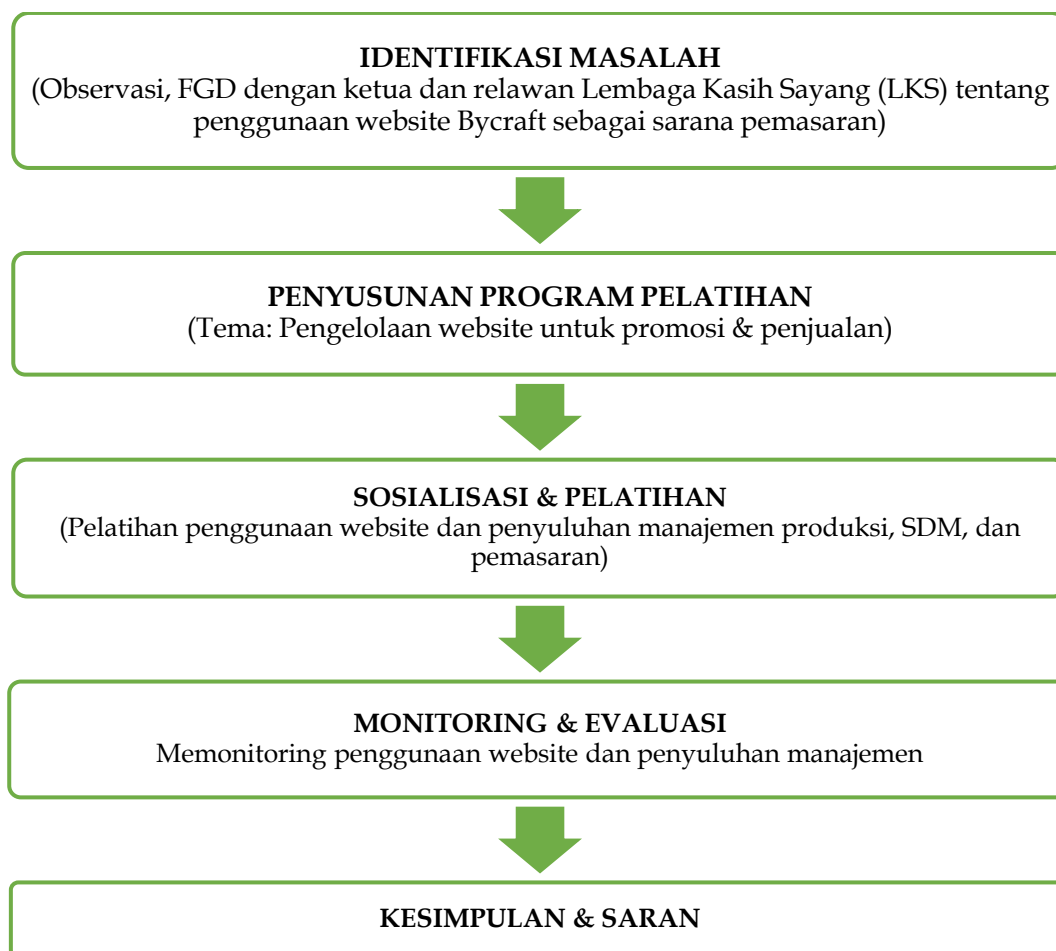 IDENTIFIKASI MASALAH
(Observasi, FGD dengan ketua dan relawan Lembaga Kasih Sayang (LKS) tentang
penggunaan website Bycraft sebagai sarana pemasaran)
PENYUSUNAN PROGRAM PELATIHAN
(Tema: Pengelolaan website untuk promosi & penjualan)
SOSIALISASI & PELATIHAN
(Pelatihan penggunaan website dan penyuluhan manajemen produksi, SDM, dan
pemasaran)
MONITORING & EVALUASI
Memonitoring penggunaan website dan penyuluhan manajemen
KESIMPULAN & SARAN